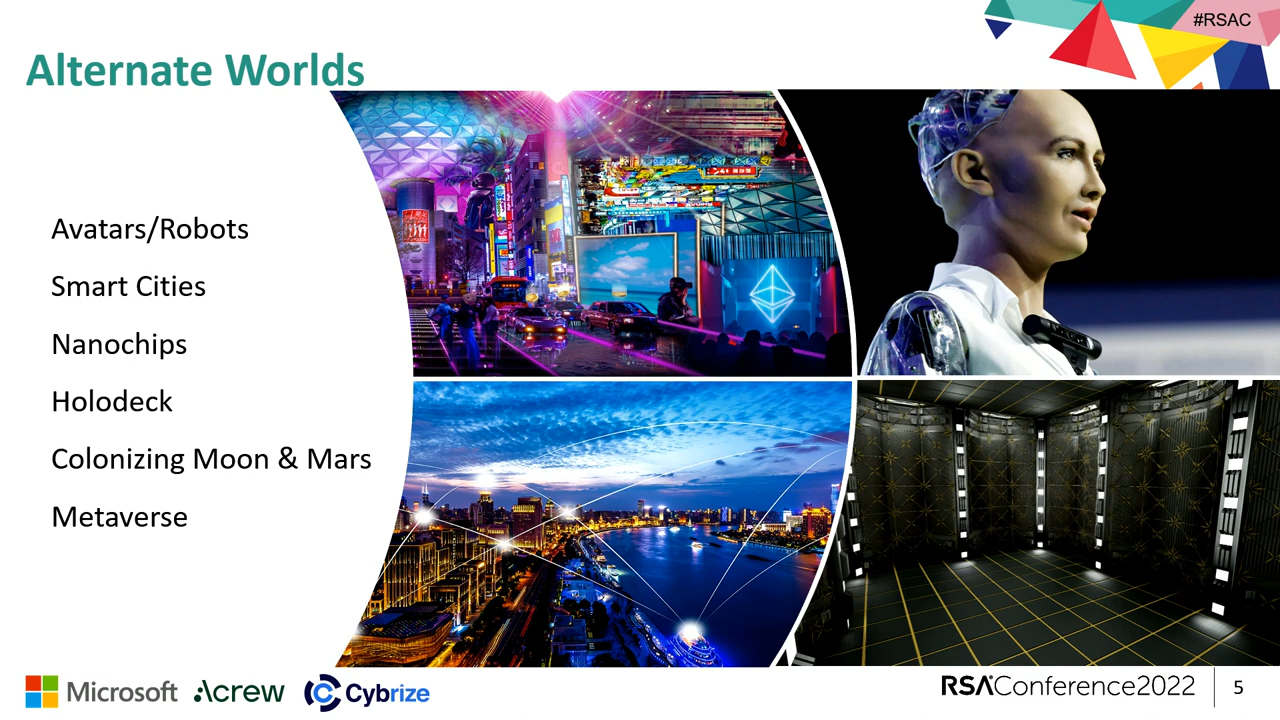 #RSAC
Alternate Worlds
Avatars/Robots
Smart Cities
Nanochips
Holodeck
Colonizing Moon & Mars
Metaverse
Microsoft
Acrew
Cybrize
RSAConference2022
5